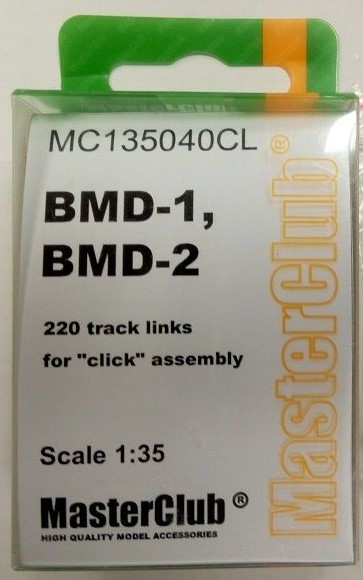 MC135040CL
BMD-1,
BMD-2
220 track links
for "click" assembly
Scale 1:35
MasterClub ®
HIGH QUALITY MODEL ACCESSORIES
MasterClub®